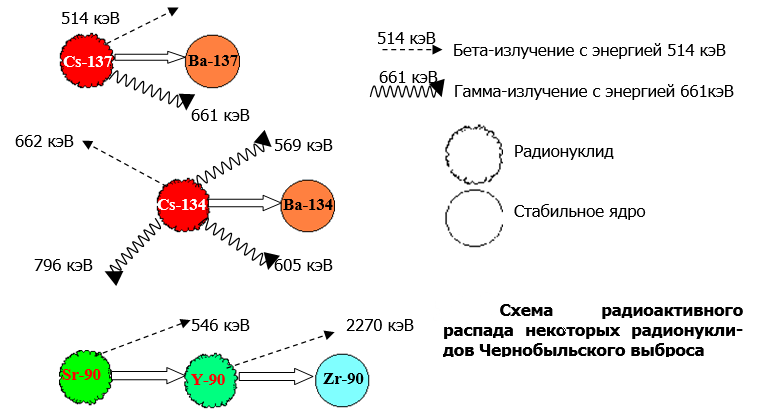 514 кэВ
Cs-137
Ba-137
661 кэВ
514 кэВ
Бета-излучение с энергией 514 кэВ
661 кэВ
Гамма-излучение с энергией 661кэВ
Радионуклид
Стабильное ядро
662 кэВ
569 кэВ
Cs-134
Ba-134
796 кэВ
605 кэВ
Схема радиоактивного
распада некоторых радионукли-
дов Чернобыльского выброса
546 кэВ
2270 кэВ
Sr-90
Y-90
Zr-90